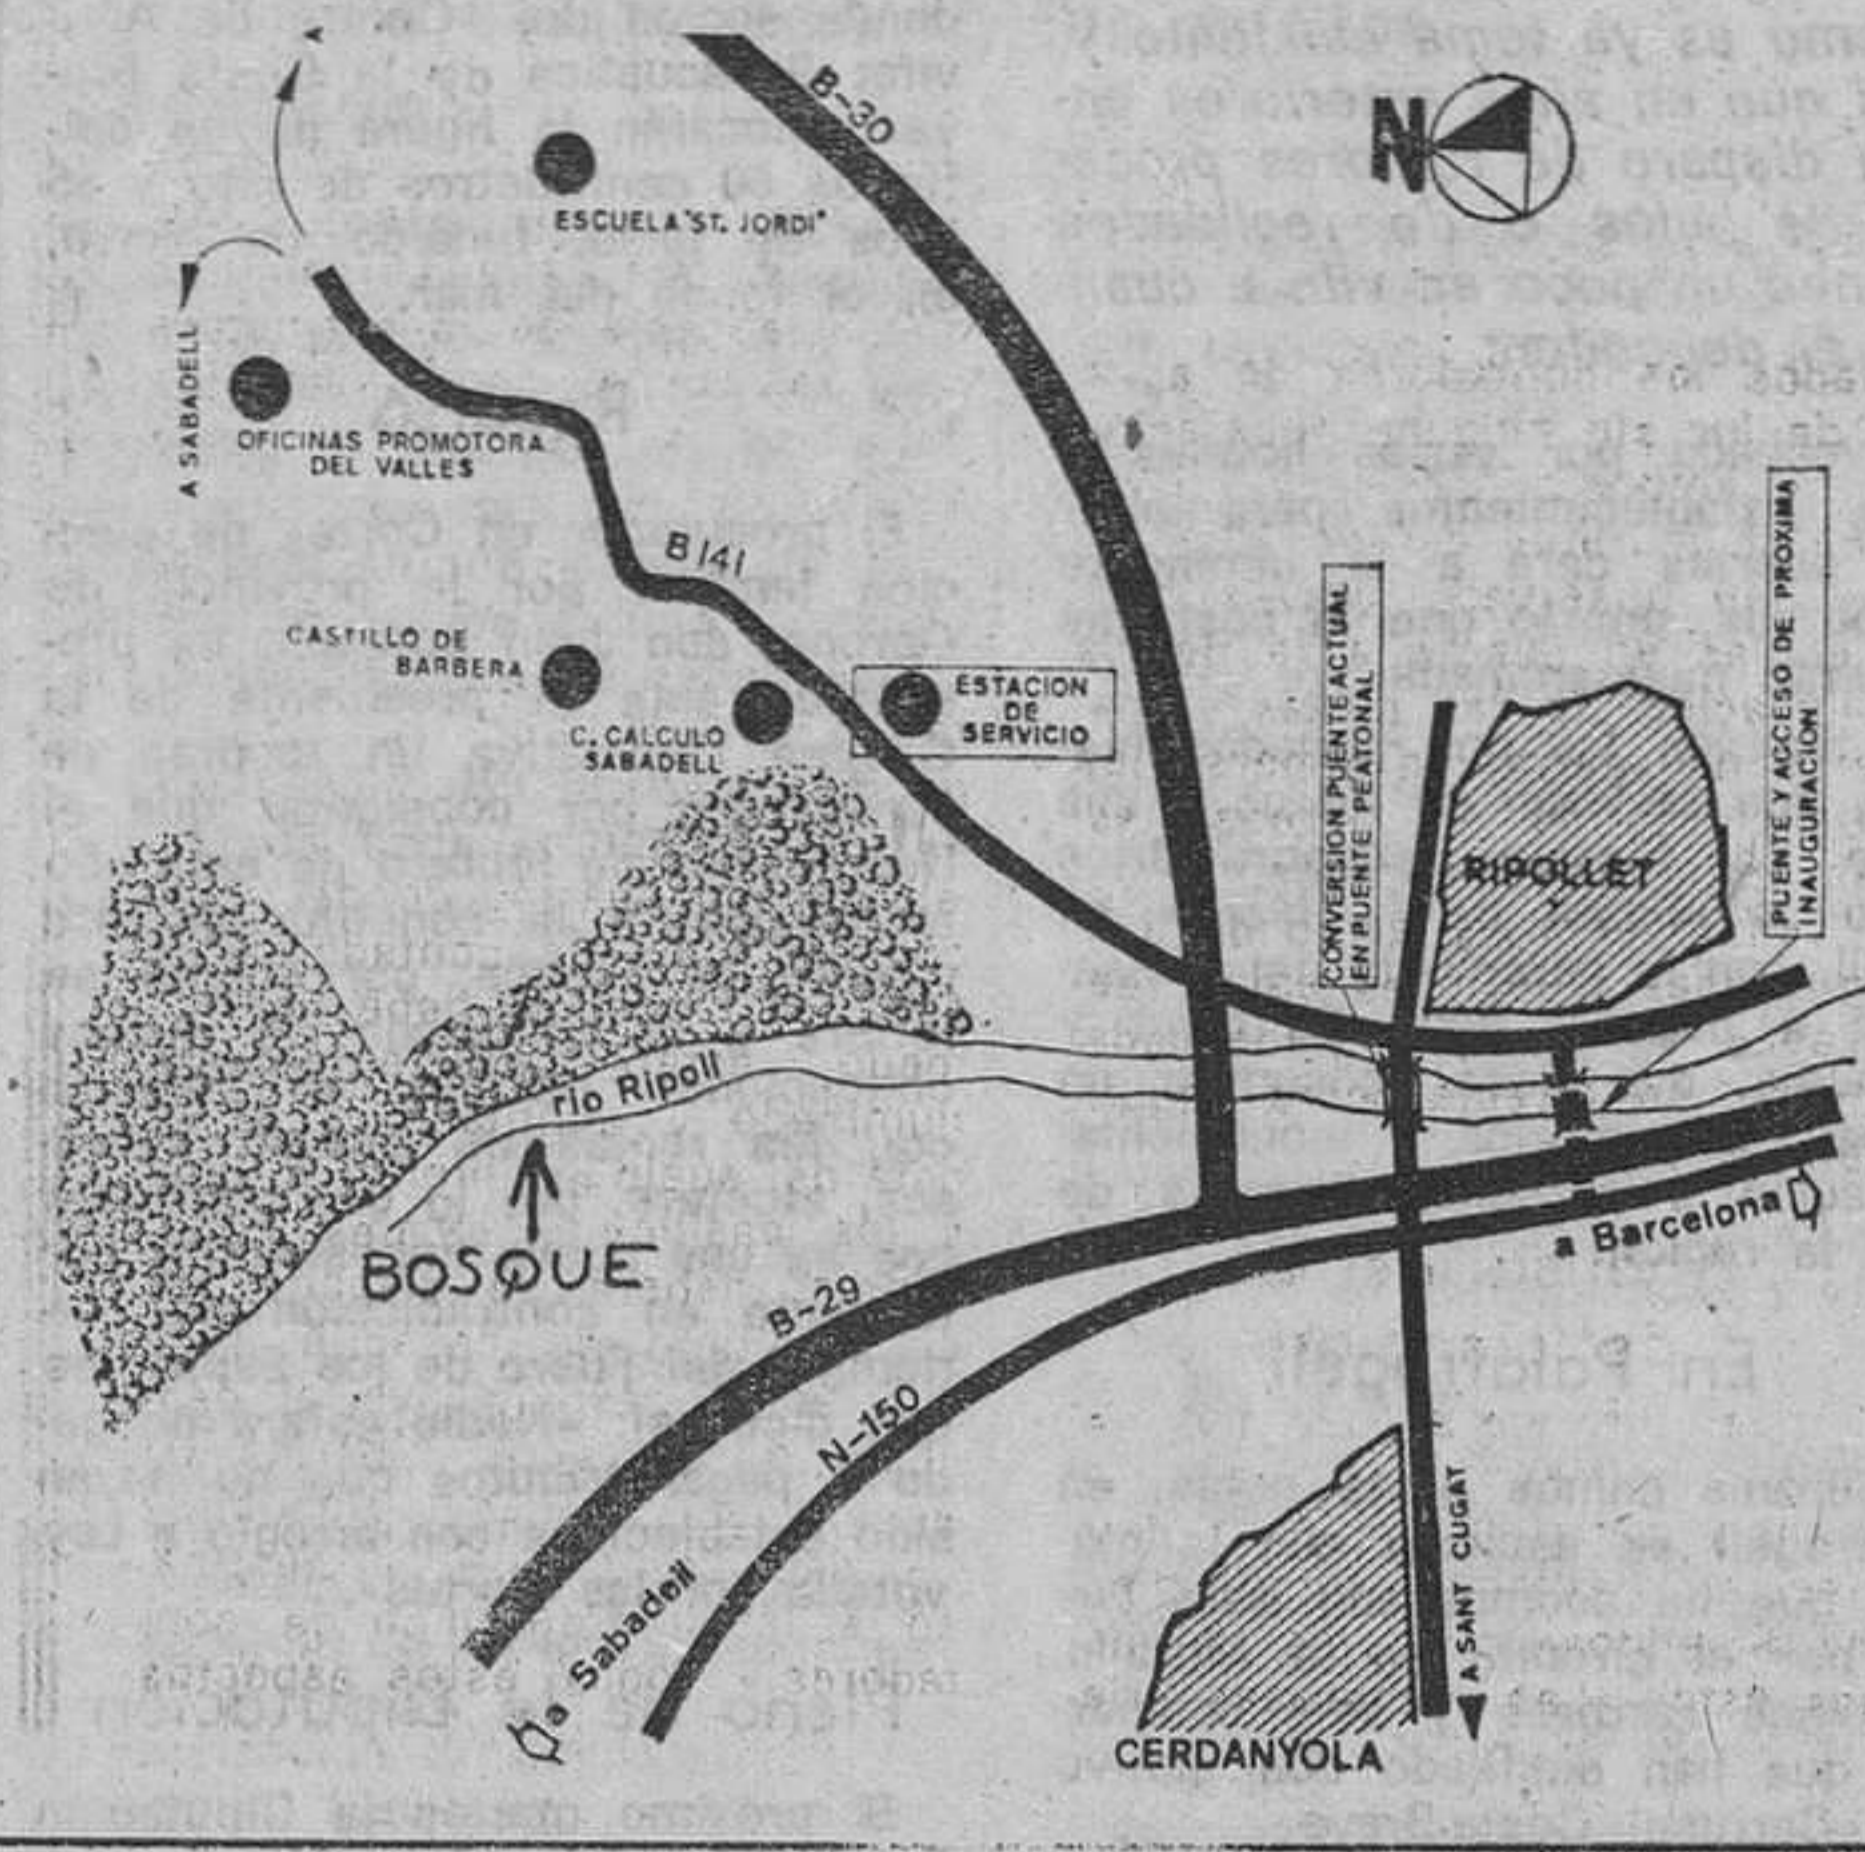 B-30
N
ESCUELA "ST. JORDI"
A SABADELL
OFICINAS PROMOTORA
DEL VALLES
B 141
CASTILLO DE
BARBERA
C. CALCULO
SABADELL
ESTACION
DE
SERVICIO
CONVERSION PUENTE ACTUAL
EN PUENTE PEATONAL
RIPOLLET
PUENTE Y ACCESO DE PROXIMA
INAUGURACION
río Ripoll
BOSQUE
a Barcelona
B-29
N-150
a Sabadell
A SANT CUGAT
CERDANYOLA